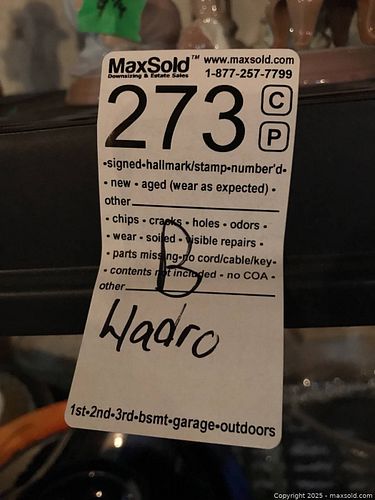 MaxSold™ www.maxsold.com
Downsizing & Estate Sales 1-877-257-7799
273 C
P
•signed•hallmark/stamp•number'd•
• new • aged (wear as expected) •
other
• chips • cracks • holes • odors •
• wear • soiled • visible repairs •
• parts missing•no cord/cable/key•
• contents not included • no COA •
other
B
Lladro
1st•2nd•3rd•bsmt•garage•outdoors
Copyright 2025 - maxsold.com